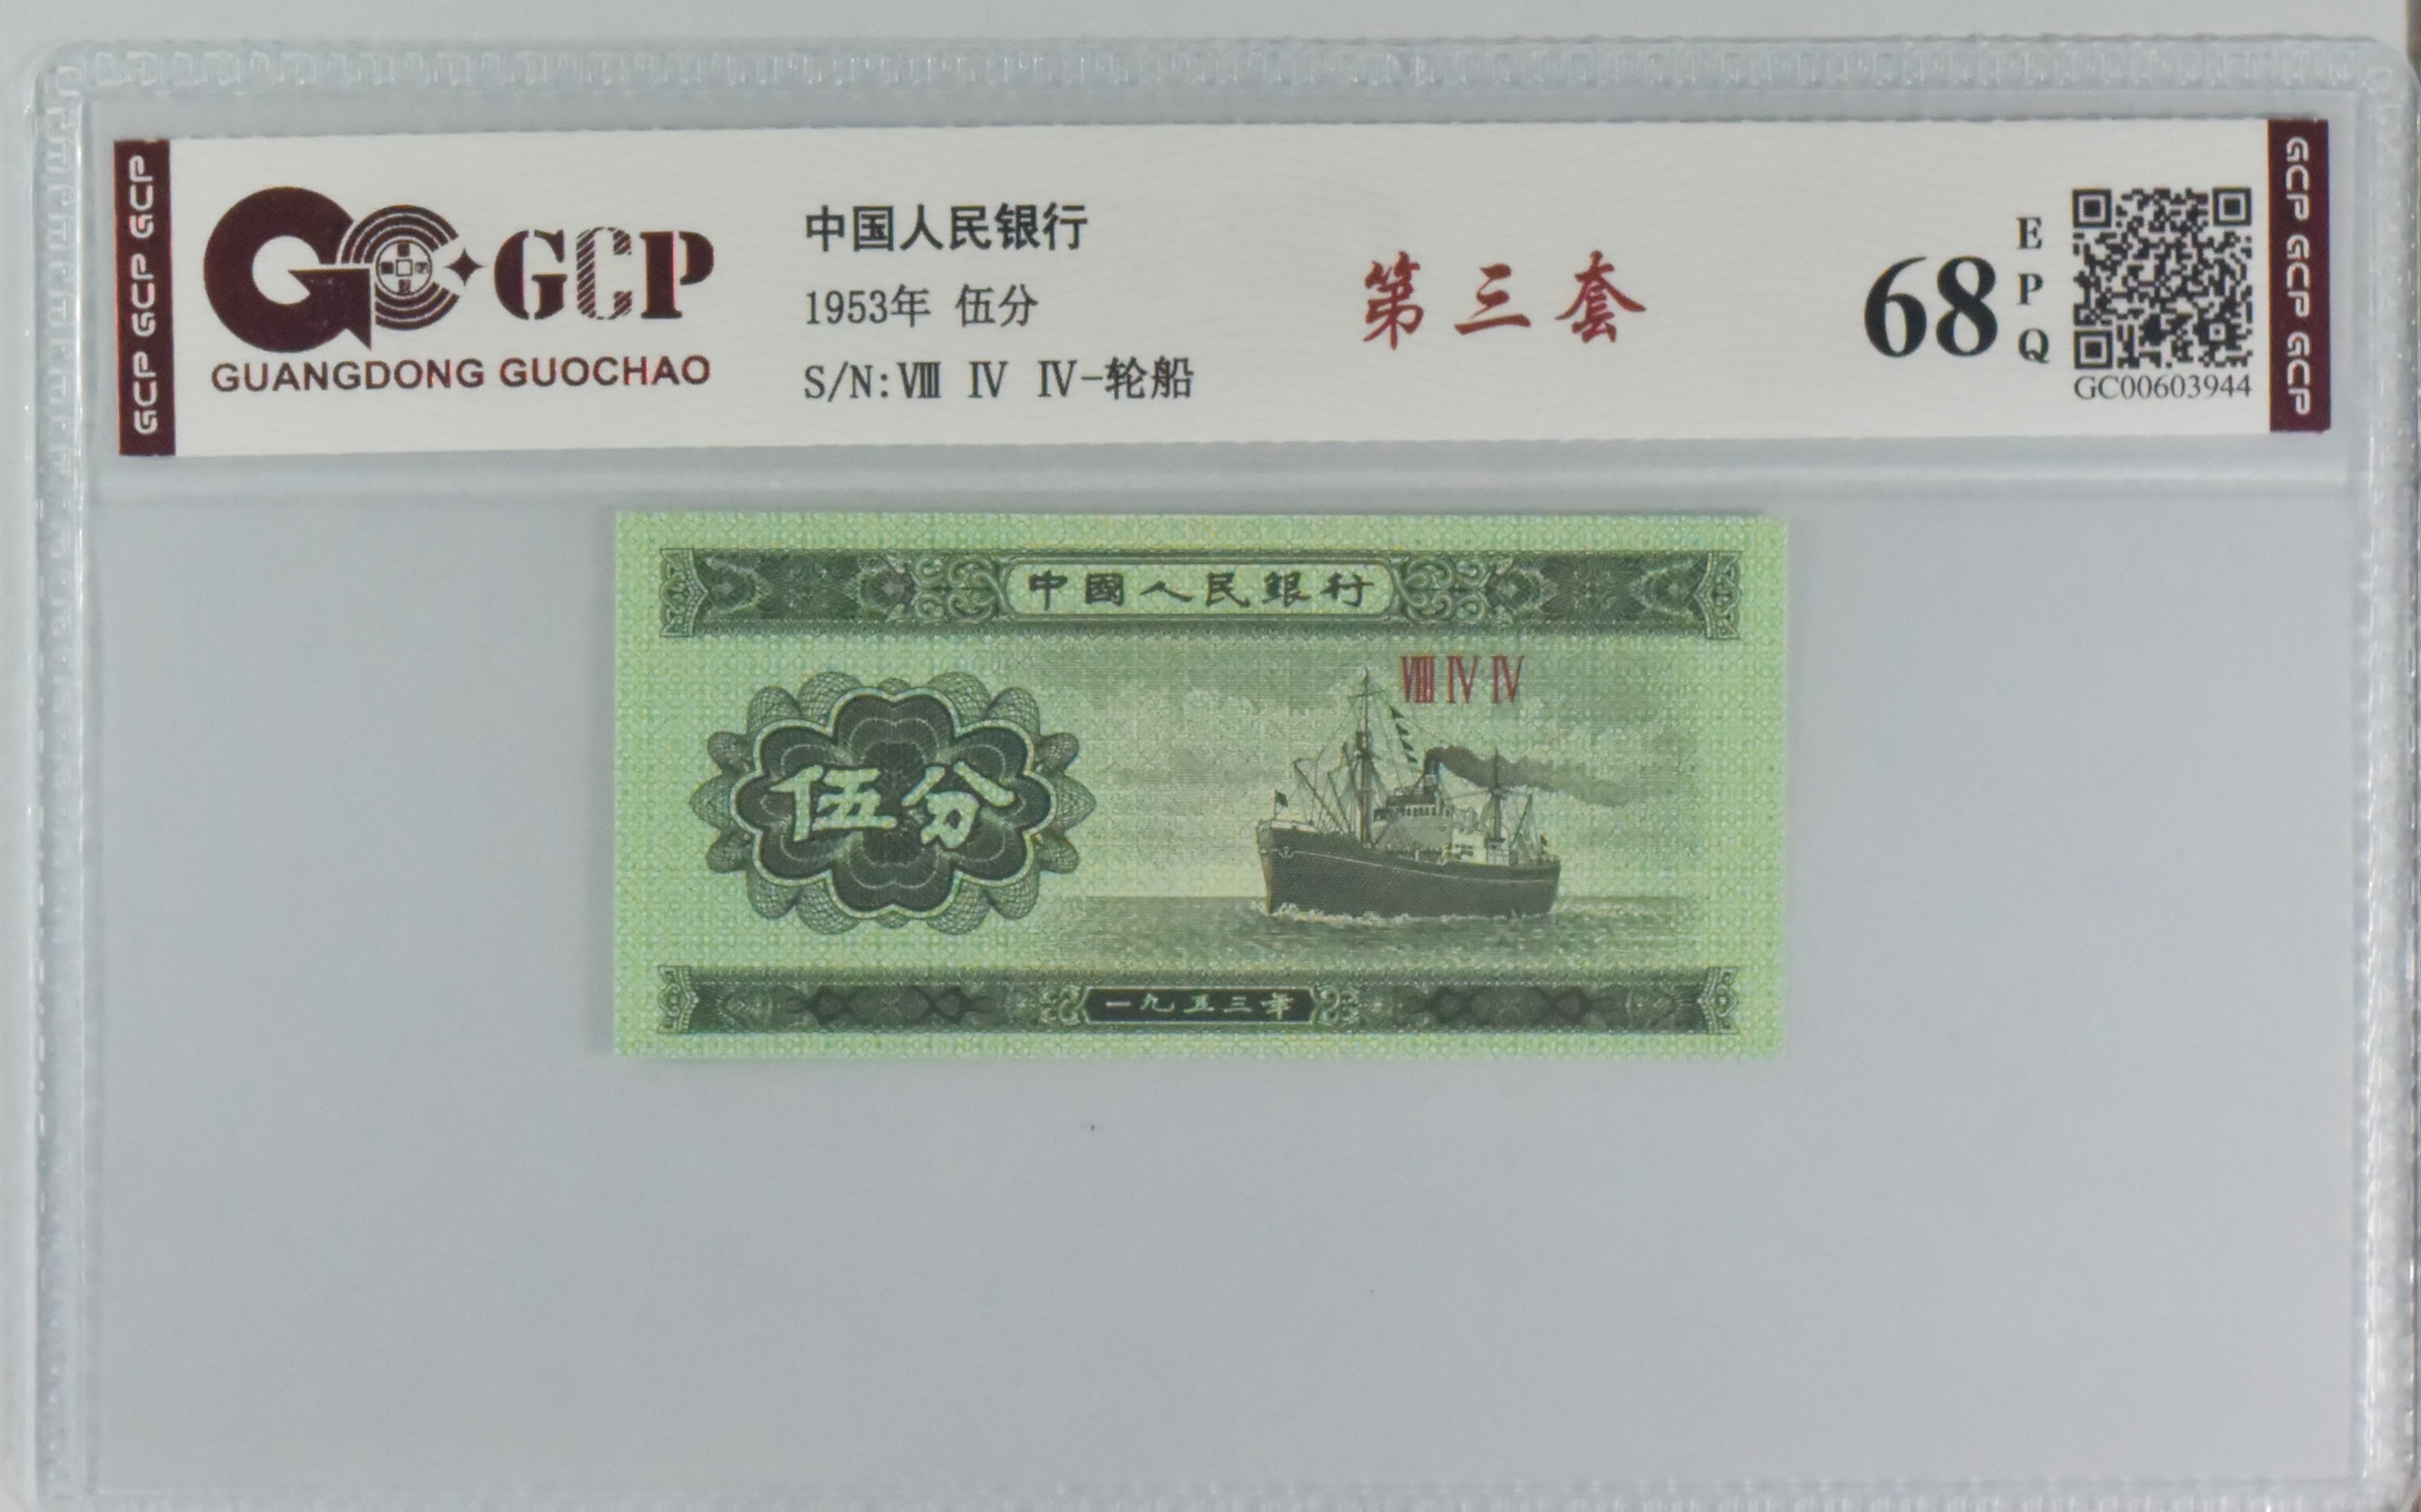 GCP GCP GCP
GCP
GUANGDONG GUOCHAO
中国人民银行
1953年 伍分
S/N:Ⅷ Ⅳ Ⅳ-轮船
第三套
68
EPQ
GC00603944
GCP GCP GCP
中國人民銀行
Ⅷ Ⅳ Ⅳ
伍分
一九五三年